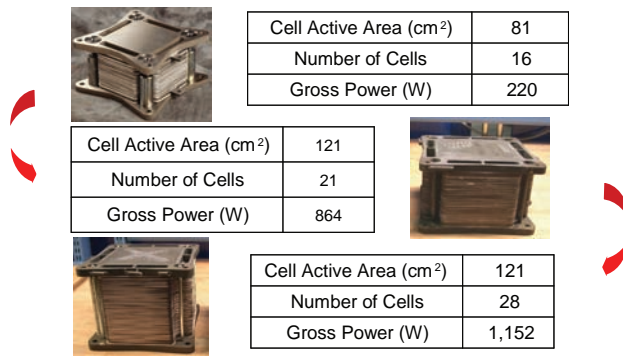 Cell Active Area (cm²) 81
Number of Cells 16
Gross Power (W) 220
Cell Active Area (cm²) 121
Number of Cells 21
Gross Power (W) 864
Cell Active Area (cm²) 121
Number of Cells 28
Gross Power (W) 1,152